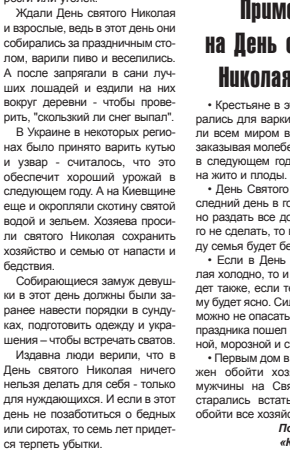 розги или уголек.
Ждали День святого Николая
и взрослые, ведь в этот день они
собирались за праздничным сто-
лом, варили пиво и веселились.
А после запрягали в сани луч-
ших лошадей и ездили на них
вокруг деревни - чтобы прове-
рить, "скользкий ли снег выпал".
В Украине в некоторых регио-
нах было принято варить кутью
и узвар - считалось, что это
обеспечит хороший урожай в
следующем году. А на Киевщине
еще и окропляли скотину святой
водой и зельем. Хозяева проси-
ли святого Николая сохранить
хозяйство и семью от напасти и
бедствия.
Собирающиеся замуж девуш-
ки в этот день должны были за-
ранее навести порядки в сунду-
ках, подготовить одежду и укра-
шения – чтобы встречать сватов.
Издавна люди верили, что в
День святого Николая ничего
нельзя делать для себя - только
для нуждающихся. И если в этот
день не позаботиться о бедных
или сиротах, то семь лет придет-
ся терпеть убытки.
Приме
на День с
Николая
• Крестьяне в э
рались для варки
ли всем миром в
заказывая молебе
в следующем год
на жито и плоды.
• День Святого
следний день в го
но раздать все до
го не сделать, то
ду семья будет бе
• Если в День
лая холодно, то и
дет также, если т
му будет ясно. Си
можно не опасать
праздника пошел
ной, морозной и с
• Первым дом в
жен обойти хоз
мужчины на Свя
старались встать
обойти все хозяйс
По
«К